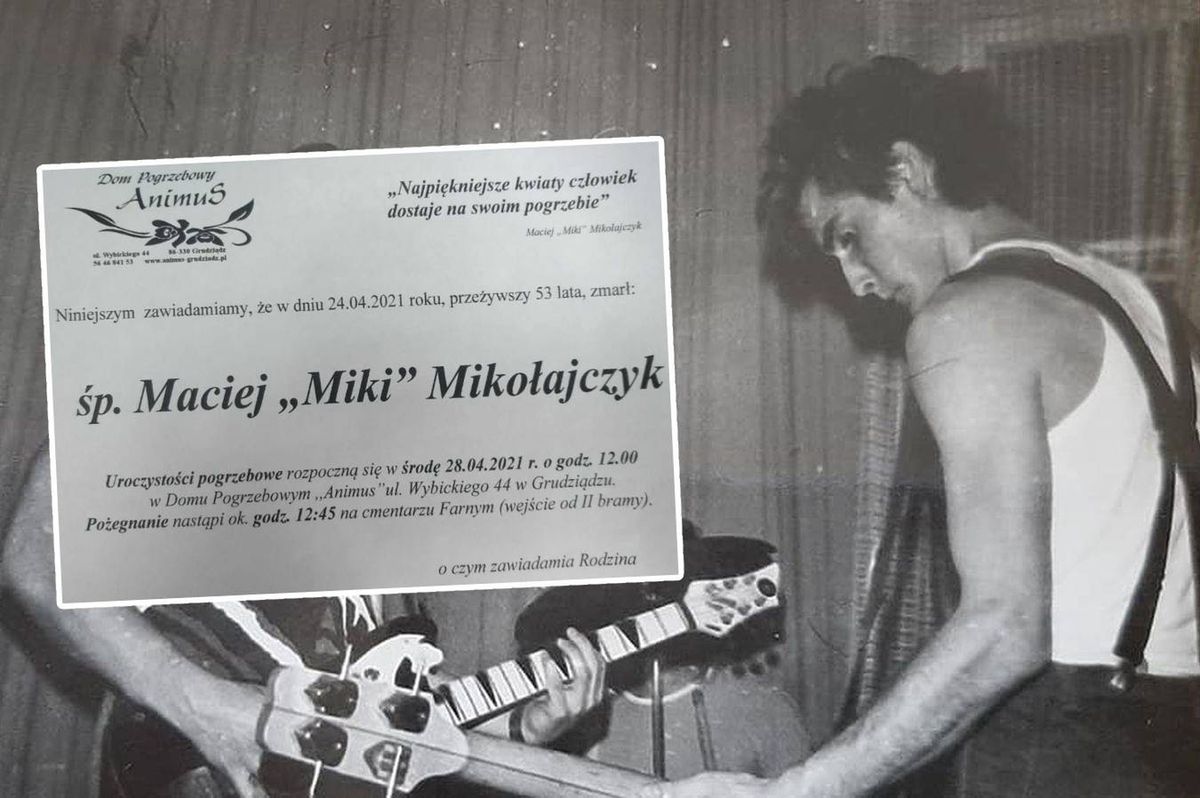 Dom Pogrzebowy
AnimuS
ul. Wybickiego 44 86-330 Grudziądz
56 46 841 53 www.animus-grudziadz.pl
„Najpiękniejsze kwiaty człowiek
dostaje na swoim pogrzebie”
Maciej „Miki” Mikołajczyk
Niniejszym zawiadamiamy, że w dniu 24.04.2021 roku, przeżywszy 53 lata, zmarł:
śp. Maciej „Miki” Mikołajczyk
Uroczystości pogrzebowe rozpoczną się w środę 28.04.2021 r. o godz. 12.00
w Domu Pogrzebowym „Animus” ul. Wybickiego 44 w Grudziądzu.
Pożegnanie nastąpi ok. godz. 12:45 na cmentarzu Farnym (wejście od II bramy).
o czym zawiadamia Rodzina